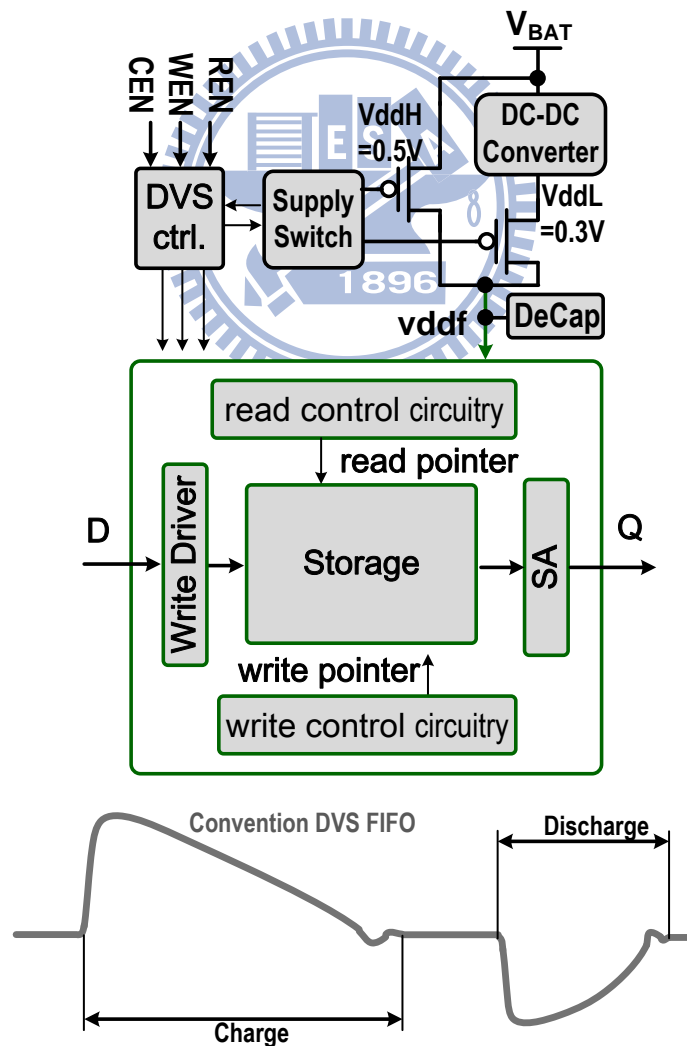 V_BAT
CEN
WEN
REN
VddH
=0.5V
DC-DC
Converter
ES
DVS
ctrl.
Supply
Switch
VddL
=0.3V
1896
vddf
DeCap
read control circuitry
read pointer
D
Write Driver
Storage
SA
Q
write pointer
write control circuitry
Convention DVS FIFO
Discharge
Charge